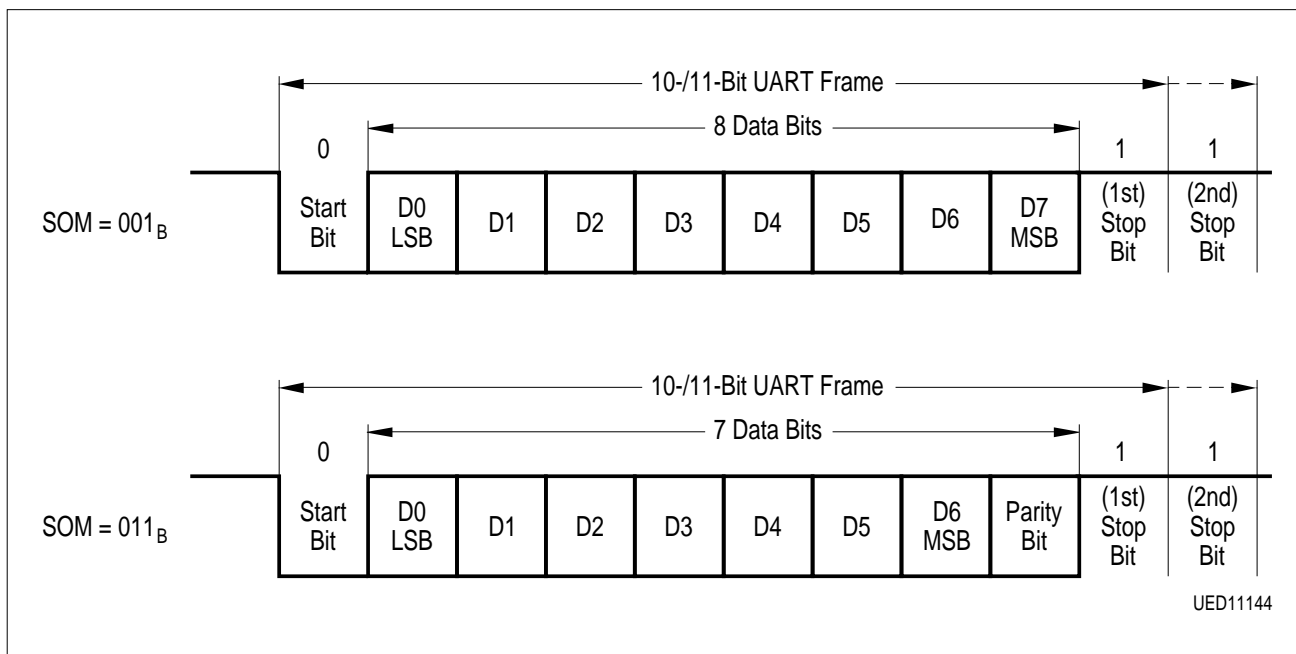 10-/11-Bit UART Frame
8 Data Bits
0 1 1
SOM = 001B
Start Bit
D0 LSB
D1
D2
D3
D4
D5
D6
D7 MSB
(1st) Stop Bit
(2nd) Stop Bit
10-/11-Bit UART Frame
7 Data Bits
0 1 1
SOM = 011B
Start Bit
D0 LSB
D1
D2
D3
D4
D5
D6 MSB
Parity Bit
(1st) Stop Bit
(2nd) Stop Bit
UED11144